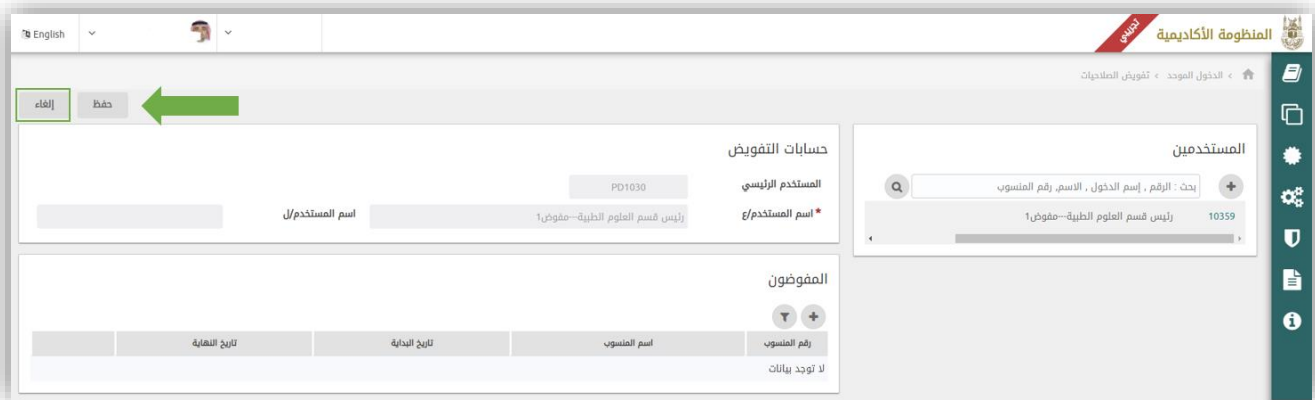 المنظومة الأكاديمية
تجريبي
English
الدخول الموحد > تفويض الصلاحيات
حفظ
إلغاء
المستخدمين
بحث : الرقم , إسم الدخول , الاسم, رقم المنسوب
10359 رئيس قسم العلوم الطبية---مفوض1
حسابات التفويض
المستخدم الرئيسي PD1030
* اسم المستخدم/ع رئيس قسم العلوم الطبية---مفوض1 اسم المستخدم/ل
المفوضون
رقم المنسوب اسم المنسوب تاريخ البداية تاريخ النهاية
لا توجد بيانات